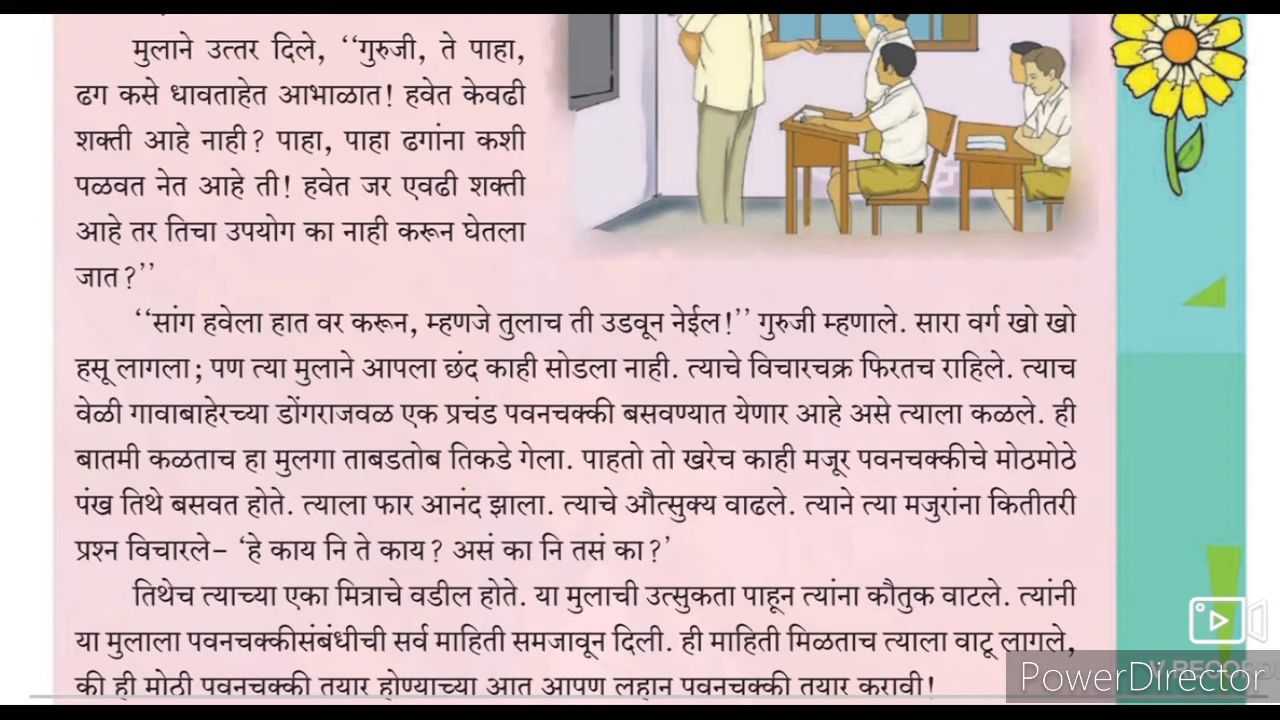 मुलाने उत्तर दिले, ‘‘गुरुजी, ते पाहा,
ढग कसे धावताहेत आभाळात! हवेत केवढी
शक्ती आहे नाही? पाहा, पाहा ढगांना कशी
पळवत नेत आहे ती! हवेत जर एवढी शक्ती
आहे तर तिचा उपयोग का नाही करून घेतला
जात?’’
‘‘सांग हवेला हात वर करून, म्हणजे तुलाच ती उडवून नेईल!’’ गुरुजी म्हणाले. सारा वर्ग खो खो
हसू लागला; पण त्या मुलाने आपला छंद काही सोडला नाही. त्याचे विचारचक्र फिरतच राहिले. त्याच
वेळी गावाबाहेरच्या डोंगराजवळ एक प्रचंड पवनचक्की बसवण्यात येणार आहे असे त्याला कळले. ही
बातमी कळताच हा मुलगा ताबडतोब तिकडे गेला. पाहतो तो खरेच काही मजूर पवनचक्कीचे मोठमोठे
पंख तिथे बसवत होते. त्याला फार आनंद झाला. त्याचे औत्सुक्य वाढले. त्याने त्या मजुरांना कितीतरी
प्रश्न विचारले- ‘हे काय नि ते काय? असं का नि तसं का?’
तिथेच त्याच्या एका मित्राचे वडील होते. या मुलाची उत्सुकता पाहून त्यांना कौतुक वाटले. त्यांनी
या मुलाला पवनचक्कीसंबंधीची सर्व माहिती समजावून दिली. ही माहिती मिळताच त्याला वाटू लागले,
की ही मोठी पवनचक्की तयार होण्याच्या आत आपण लहान पवनचक्की तयार करावी!
PowerDirector